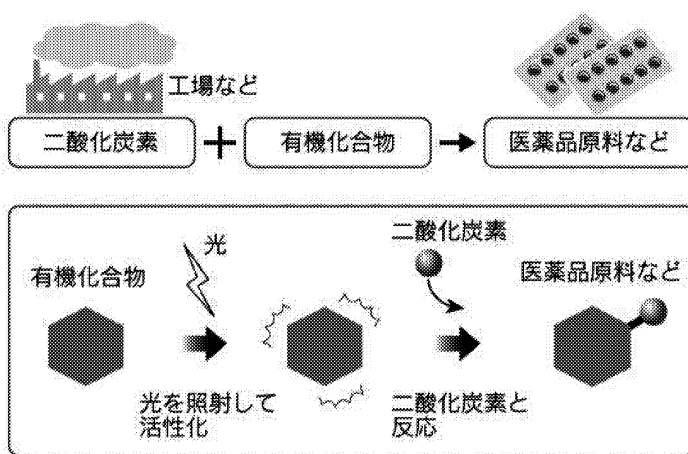 工場など
二酸化炭素
+
有機化合物
医薬品原料など
光
二酸化炭素
有機化合物
医薬品原料など
光を照射して
活性化
二酸化炭素と
反応